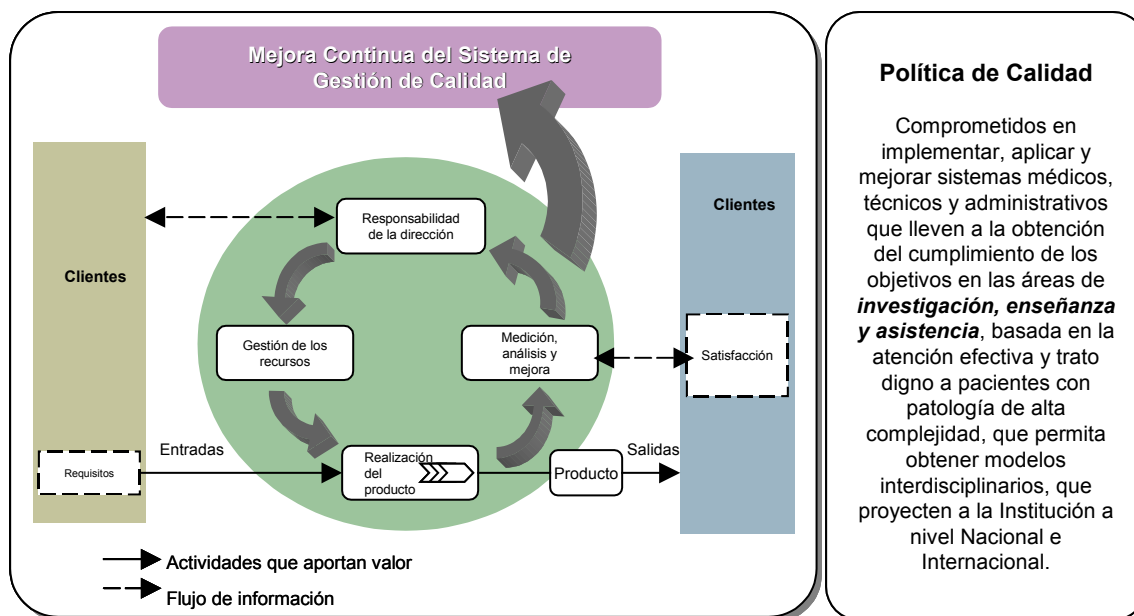 Mejora Continua del Sistema de
Gestión de Calidad
Clientes
Responsabilidad
de la dirección
Gestión de los
recursos
Medición,
análisis y
mejora
Clientes
Satisfacción
Requisitos
Entradas
Realización
del
producto
Producto
Salidas
Actividades que aportan valor
Flujo de información
Política de Calidad
Comprometidos en
implementar, aplicar y
mejorar sistemas médicos,
técnicos y administrativos
que lleven a la obtención
del cumplimiento de los
objetivos en las áreas de
investigación, enseñanza
y asistencia, basada en la
atención efectiva y trato
digno a pacientes con
patología de alta
complejidad, que permita
obtener modelos
interdisciplinarios, que
proyecten a la Institución a
nivel Nacional e
Internacional.